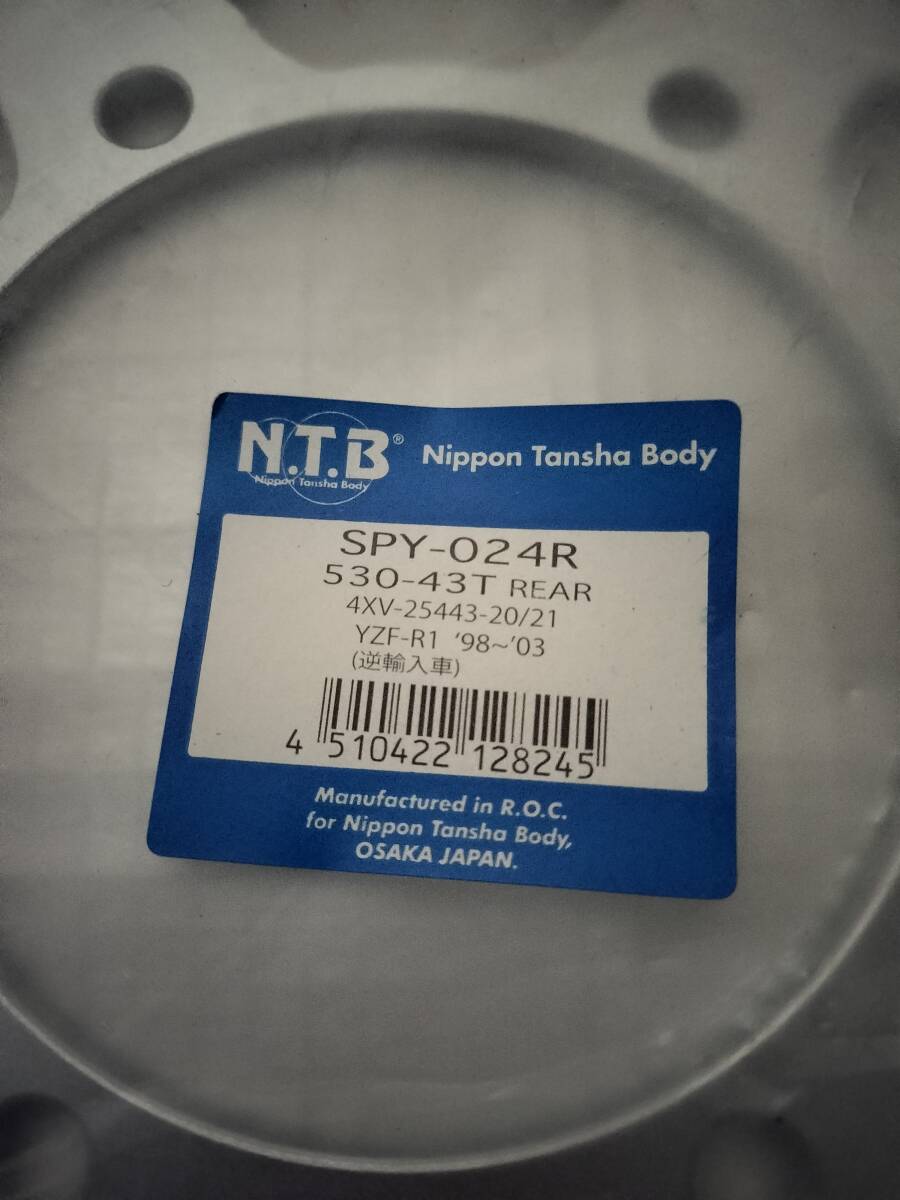 N.T.B®
Nippon Tansha Body
Nippon Tansha Body
SPY-024R
530-43T REAR
4XV-25443-20/21
YZF-R1 '98~'03
(逆輸入車)
4 510422 128245
Manufactured in R.O.C.
for Nippon Tansha Body,
OSAKA JAPAN.